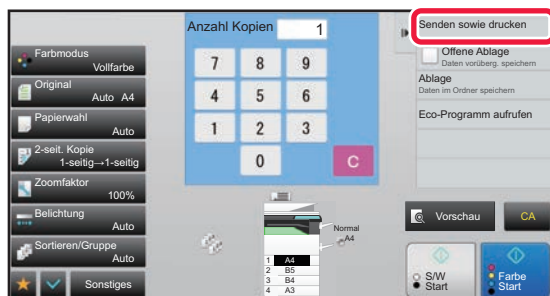 Farbmodus
Vollfarbe
Original
Auto A4
Papierwahl
Auto
2-seit. Kopie
1-seitig→1-seitig
Zoomfaktor
100%
Belichtung
Auto
Sortieren/Gruppe
Auto
Sonstiges
Anzahl Kopien 1
7 8 9
4 5 6
1 2 3
0 C
Normal
A4
1 A4
2 B5
3 B4
4 A3
Senden sowie drucken
Offene Ablage
Daten vorüberg. speichern
Ablage
Daten im Ordner speichern
Eco-Programm aufrufen
Vorschau CA
S/W
Start
Farbe
Start